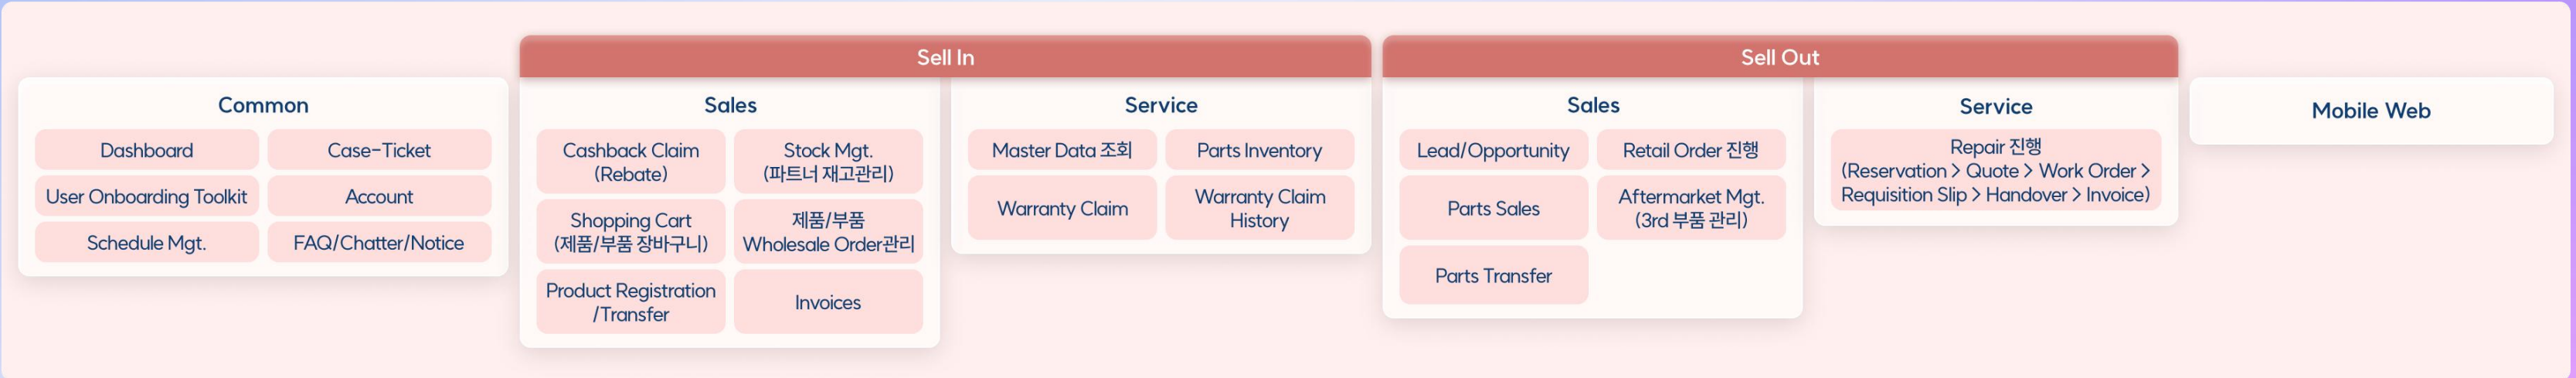 Sell In
Sell Out
Common
Dashboard
Case-Ticket
User Onboarding Toolkit
Account
Schedule Mgt.
FAQ/Chatter/Notice
Sales
Cashback Claim
(Rebate)
Stock Mgt.
(파트너 재고관리)
Shopping Cart
(제품/부품 장바구니)
제품/부품
Wholesale Order관리
Product Registration
/Transfer
Invoices
Service
Master Data 조회
Parts Inventory
Warranty Claim
Warranty Claim
History
Sales
Lead/Opportunity
Retail Order 진행
Parts Sales
Aftermarket Mgt.
(3rd 부품 관리)
Parts Transfer
Service
Repair 진행
(Reservation > Quote > Work Order >
Requisition Slip > Handover > Invoice)
Mobile Web